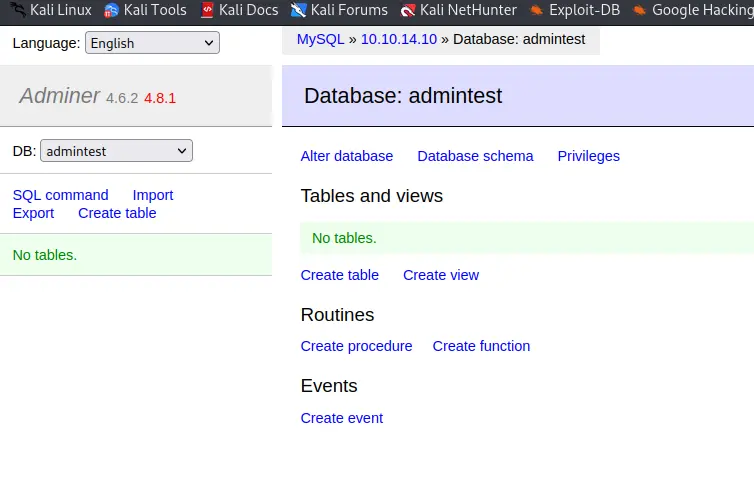 Kali Linux Kali Tools Kali Docs Kali Forums Kali NetHunter Exploit-DB Google Hacking
Language: English
MySQL » 10.10.14.10 » Database: admintest
Adminer 4.6.2 4.8.1
Database: admintest
DB: admintest
SQL command Import
Export Create table
No tables.
Alter database Database schema Privileges
Tables and views
No tables.
Create table Create view
Routines
Create procedure Create function
Events
Create event